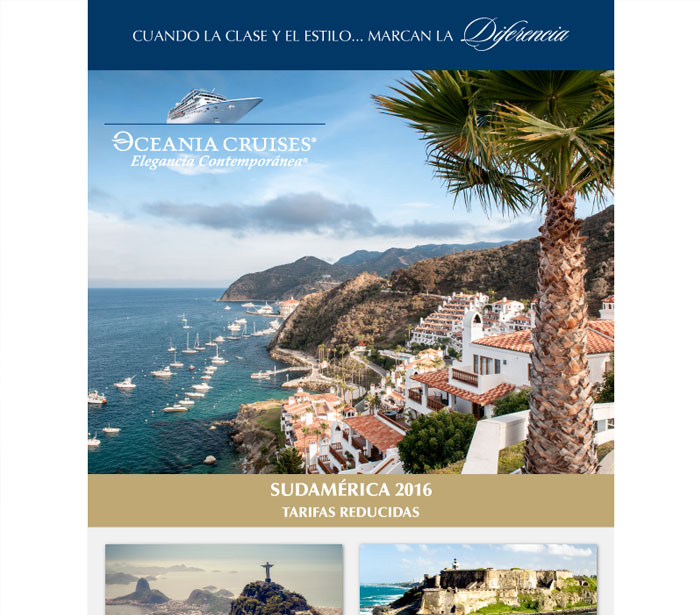 CUANDO LA CLASE Y EL ESTILO... MARCAN LA Diferencia
OCEANIA CRUISES®
Elegancia Contemporánea®
SUDAMÉRICA 2016
TARIFAS REDUCIDAS